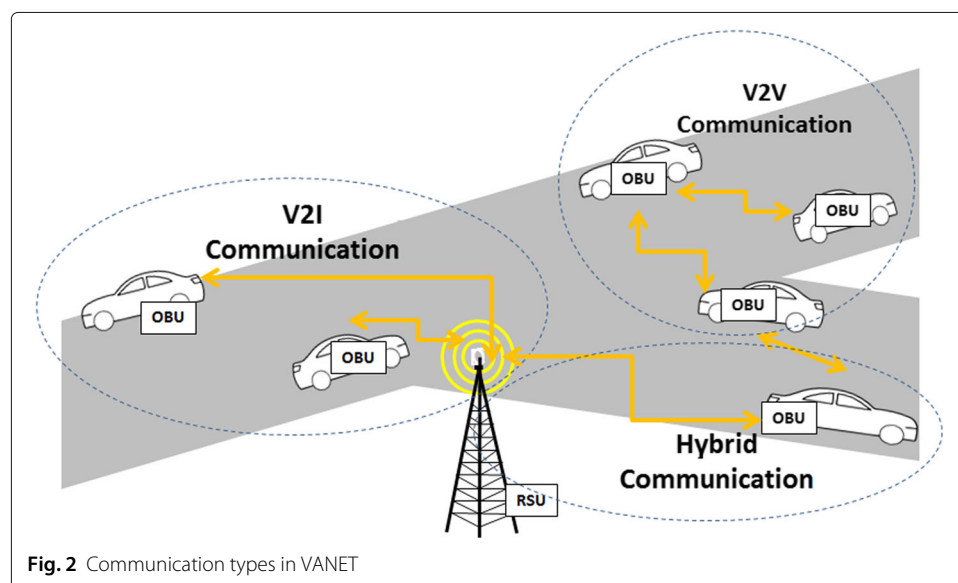 V2V
Communication
OBU
OBU
V2I
Communication
OBU
OBU
OBU
OBU
Hybrid
Communication
RSU
Fig. 2 Communication types in VANET